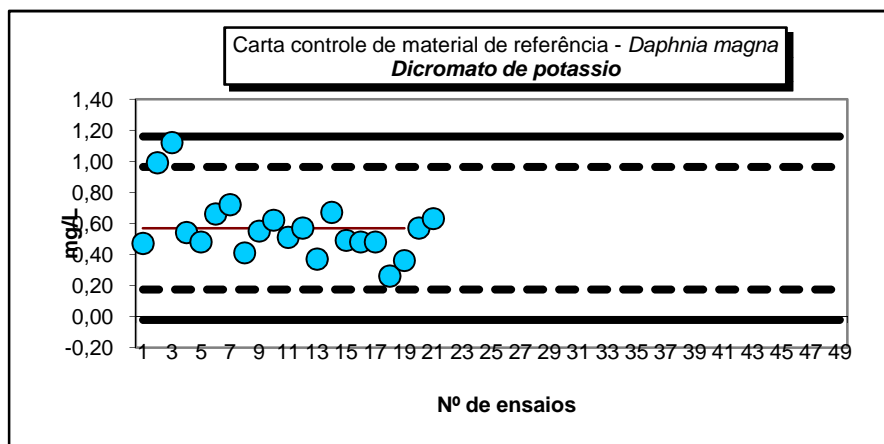 Carta controle de material de referência - Daphnia magna
Dicromato de potassio
1,40
1,20
1,00
0,80
0,60
0,40
0,20
0,00
-0,20
mg/L
1 3 5 7 9 11 13 15 17 19 21 23 25 27 29 31 33 35 37 39 41 43 45 47 49
Nº de ensaios